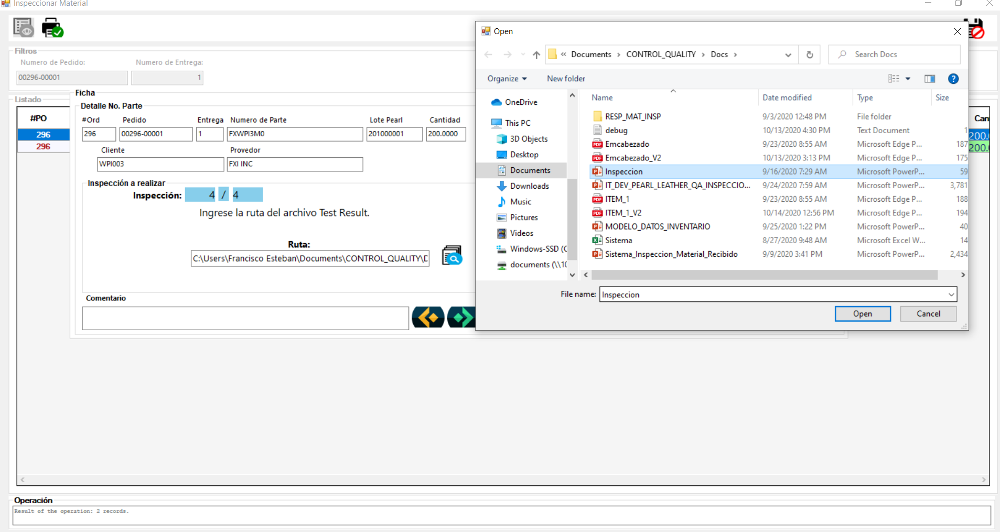 Inspeccionar Material
Filtros
Numero de Pedido:
Numero de Entrega:
00296-00001
1
Listado
#PO
296
296
Can
200.
200.
Ficha
Detalle No. Parte
#Ord
Pedido
Entrega
Numero de Parte
Lote Pearl
Cantidad
296
00296-00001
1
FXWPI3M0
201000001
200.0000
Cliente
Provedor
WPI003
FXI INC
Inspección a realizar
Inspección:
4 / 4
Ingrese la ruta del archivo Test Result.
Ruta:
C:\Users\Francisco Esteban\Documents\CONTROL_QUALITY\D
Comentario
Operación
Result of the operation: 2 records.
Open
« Documents › CONTROL_QUALITY › Docs ›
Search Docs
Organize
New folder
OneDrive
This PC
3D Objects
Desktop
Documents
Downloads
Music
Pictures
Videos
Windows-SSD (C
documents (\\10
Name
Date modified
Type
Size
RESP_MAT_INSP 9/3/2020 12:48 PM File folder
debug 10/13/2020 4:30 PM Text Document 1
Emcabezado 9/23/2020 8:55 AM Microsoft Edge P... 187
Emcabezado_V2 10/13/2020 3:13 PM Microsoft Edge P... 175
Inspeccion 9/16/2020 7:29 AM Microsoft PowerP... 59
IT_DEV_PEARL_LEATHER_QA_INSPECCIO... 9/24/2020 7:59 AM Microsoft PowerP... 3,781
ITEM_1 9/23/2020 8:55 AM Microsoft Edge P... 188
ITEM_1_V2 10/14/2020 12:56 PM Microsoft Edge P... 194
MODELO_DATOS_INVENTARIO 9/25/2020 1:22 PM Microsoft PowerP... 40
Sistema 8/27/2020 9:48 AM Microsoft Excel W... 14
Sistema_Inspeccion_Material_Recibido 9/9/2020 3:41 PM Microsoft PowerP... 2,434
File name:
Inspeccion
Open
Cancel